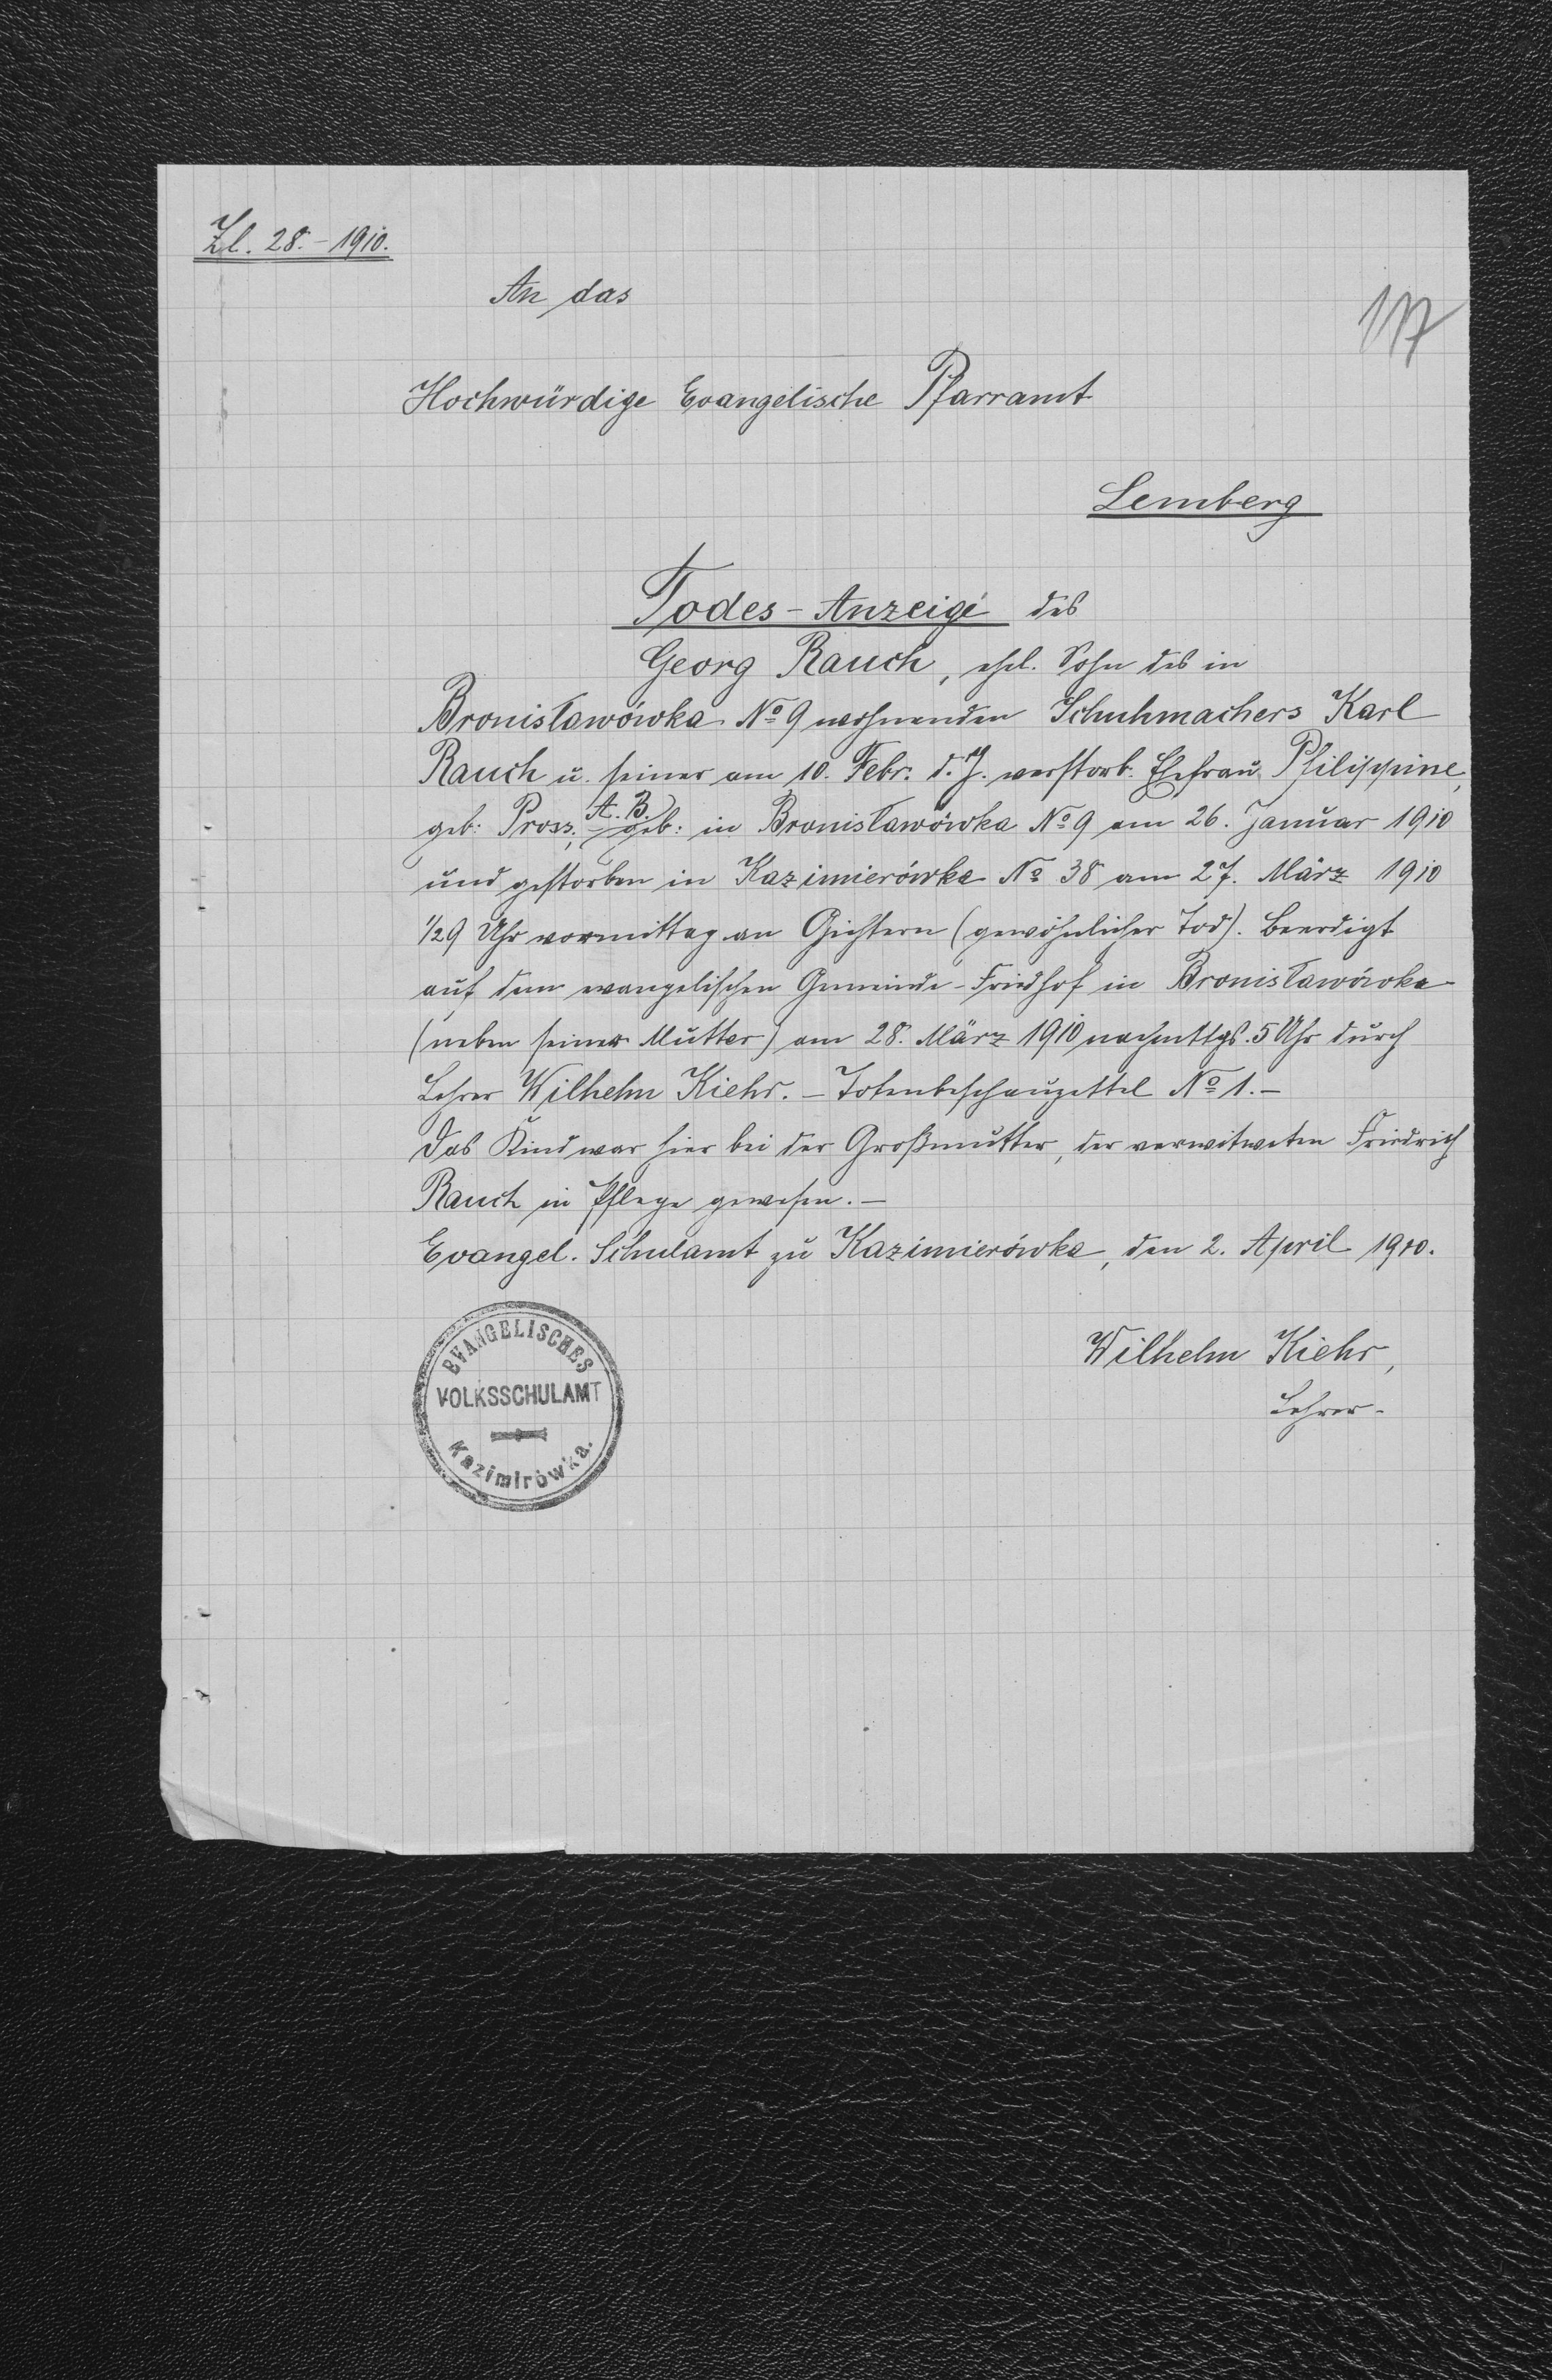 Zl. 28.-1910.
An das
117
Hochwürdige Evangelische Pfarramt
Lemberg
Todes-Anzeige des
Georg Rauch, ehel. Sohn des in
Bronisławówka No 9 wohnenden Schuhmachers Karl
Rauch u. seiner am 10. Febr. d. J. verstorb. Ehefrau Philippine,
geb: Pross, A. B. geb: in Bronisławówka No 9 am 26. Januar 1910
und gestorben in Kazimierówka No 38 am 27. März 1910
1/29 Uhr vormittag an Gichtern (gewöhnlicher Tod). Beerdigt
auf dem evangelischen Gemeinde-Friedhof in Bronisławówka
(neben seiner Mutter) am 28. März 1910 nachmttgs. 5 Uhr durch
Lehrer Wilhelm Kiehr. - Totenbeschauzettel No 1.-
Das Kind war hier bei der Großmutter, der verwitweten Friedrich
Rauch in Pflege gewesen.-
Evangel. Schulamt zu Kazimierówka, den 2. April 1910.
EVANGELISCHES
VOLKSSCHULAMT
Kazimirówka.
Wilhelm Kiehr,
Lehrer.